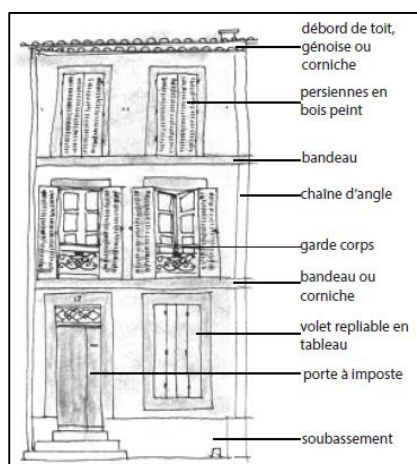 débord de toit,
génoise ou
corniche
persiennes en
bois peint
bandeau
chaîne d'angle
garde corps
bandeau ou
corniche
volet repliable en
tableau
porte à imposte
soubassement